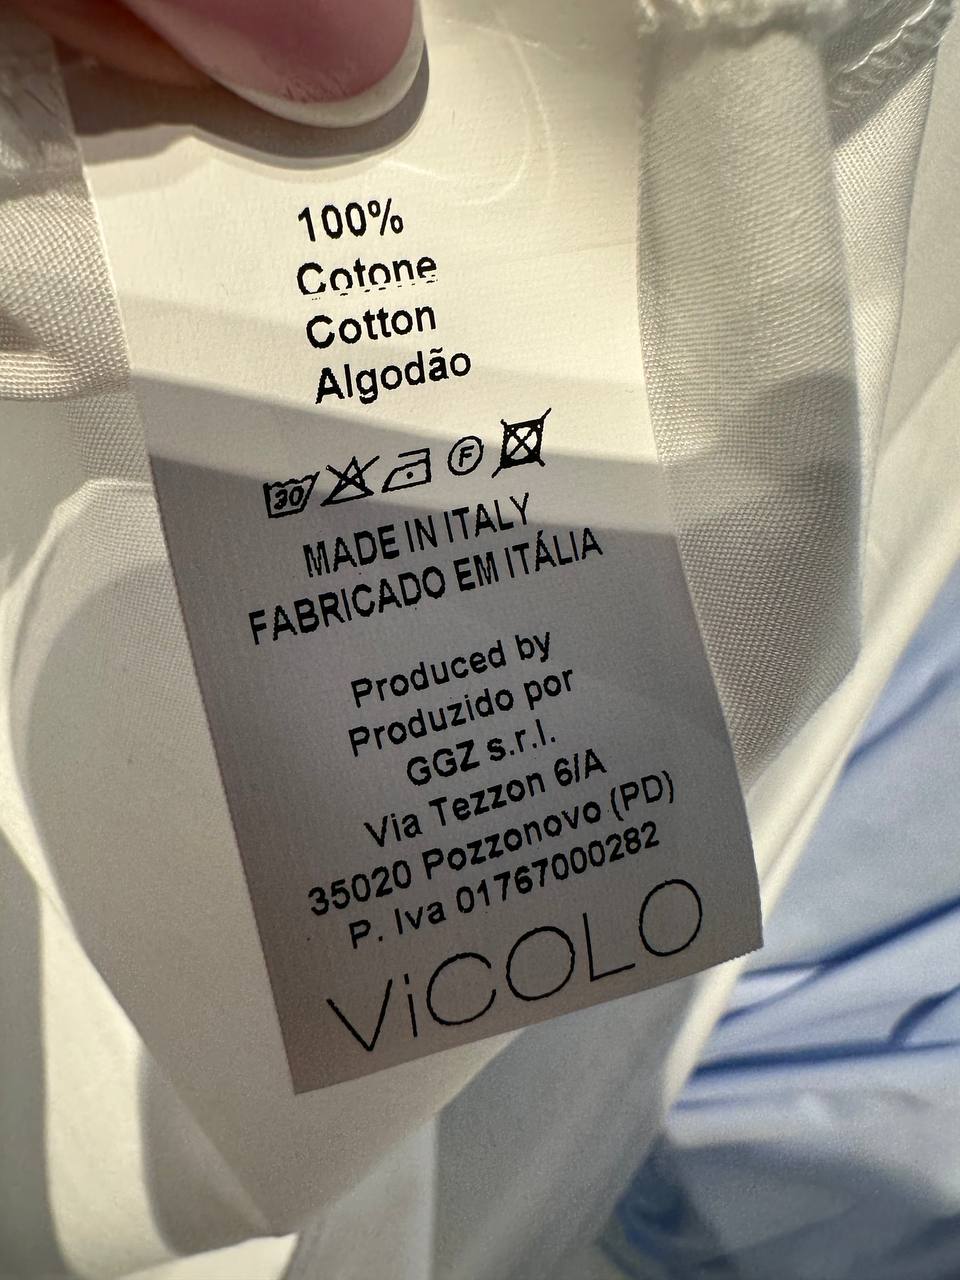 100%
Cotone
Cotton
Algodão
30 F
MADE IN ITALY
FABRICADO EM ITÁLIA
Produced by
Produzido por
GGZ s.r.l.
Via Tezzon 6/A
35020 Pozzonovo (PD)
P. Iva 01767000282
ViCOLO